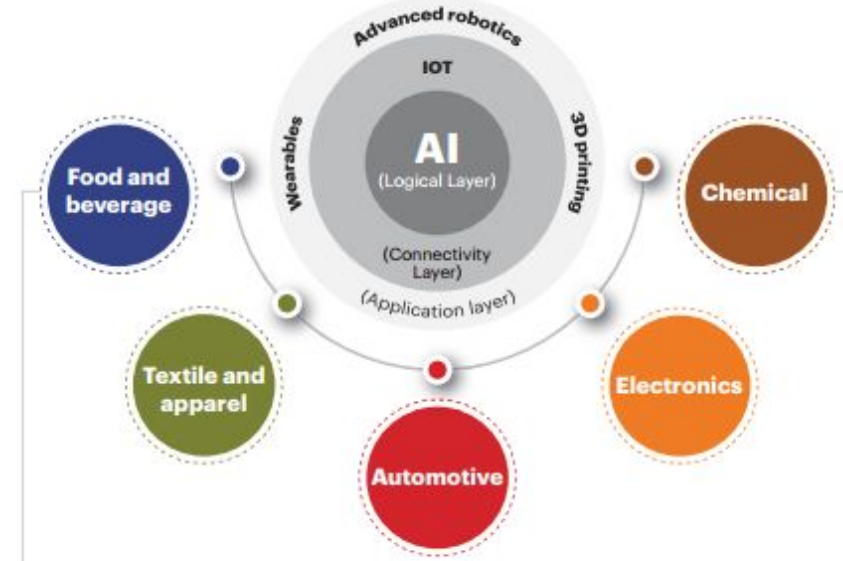 Advanced robotics
IOT
Wearables
3D printing
AI
(Logical Layer)
(Connectivity
Layer)
(Application layer)
Food and
beverage
Chemical
Textile and
apparel
Electronics
Automotive